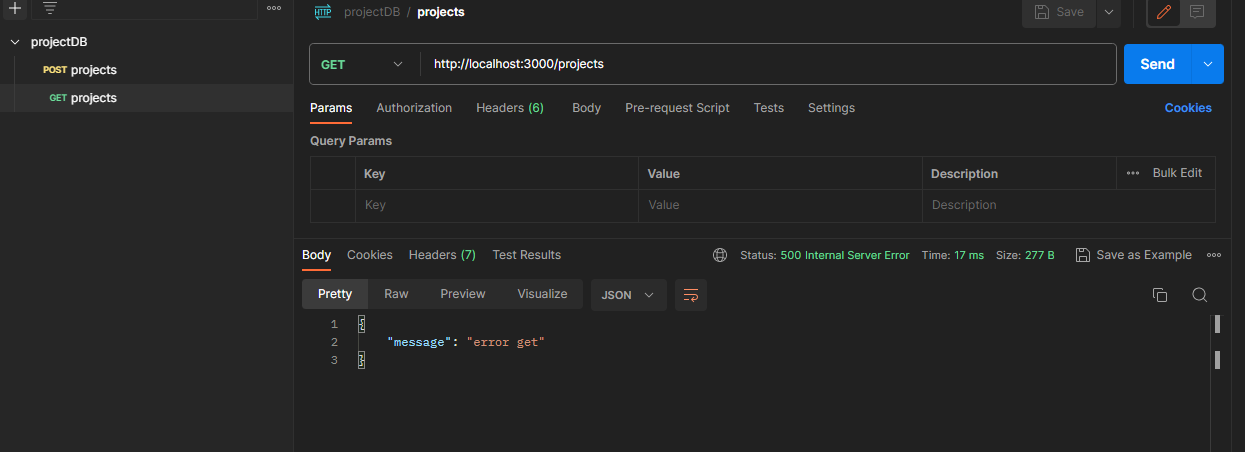 HTTP projectDB / projects
Save
projectDB
POST projects
GET projects
GET http://localhost:3000/projects
Send
Params Authorization Headers (6) Body Pre-request Script Tests Settings
Cookies
Query Params
Key Value Description Bulk Edit
Key Value Description
Body Cookies Headers (7) Test Results
Status: 500 Internal Server Error Time: 17 ms Size: 277 B Save as Example
Pretty Raw Preview Visualize JSON
1 {
2 "message": "error get"
3 }